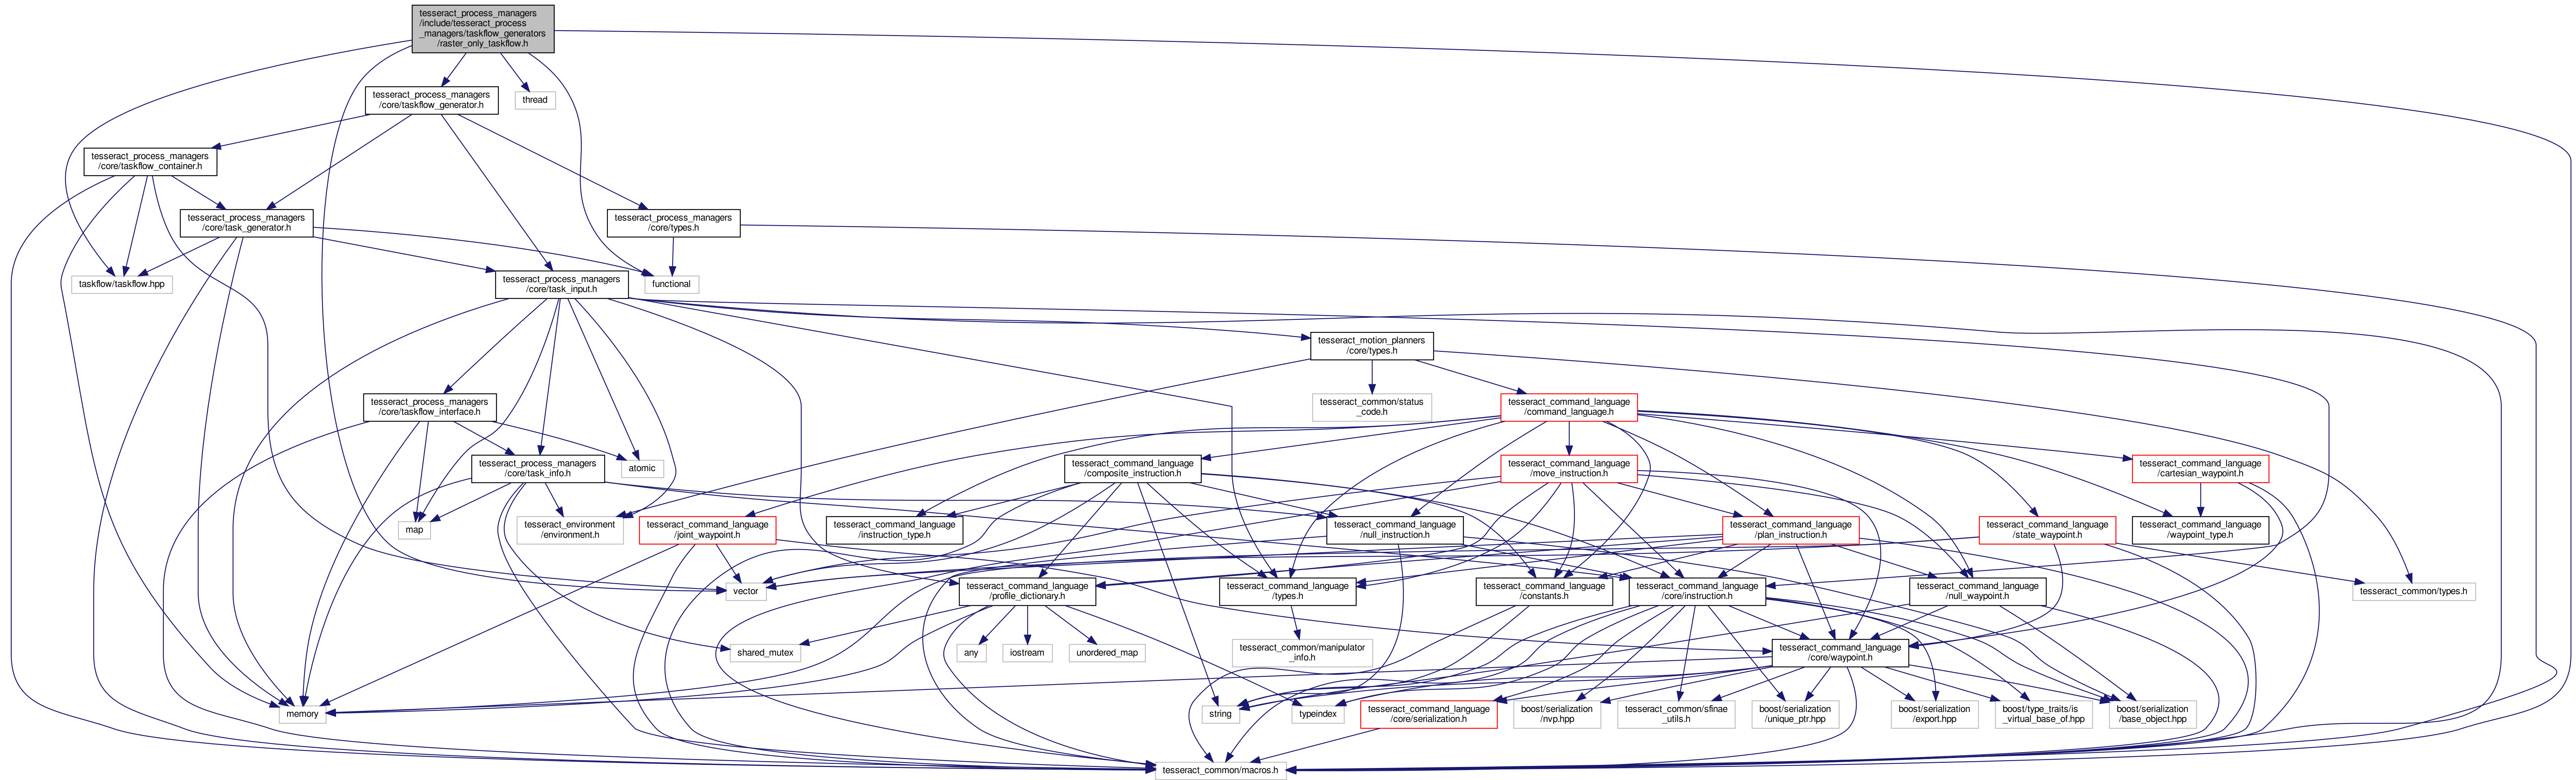 tesseract_process_managers
/include/tesseract_process
_managers/taskflow_generators
/raster_only_taskflow.h
tesseract_process_managers
/core/taskflow_generator.h
thread
tesseract_process_managers
/core/taskflow_container.h
tesseract_process_managers
/core/task_generator.h
tesseract_process_managers
/core/types.h
taskflow/taskflow.hpp
tesseract_process_managers
/core/task_input.h
functional
tesseract_motion_planners
/core/types.h
tesseract_process_managers
/core/taskflow_interface.h
tesseract_common/status
_code.h
tesseract_command_language
/command_language.h
tesseract_process_managers
/core/task_info.h
atomic
tesseract_command_language
/composite_instruction.h
tesseract_command_language
/move_instruction.h
tesseract_command_language
/cartesian_waypoint.h
map
tesseract_environment
/environment.h
tesseract_command_language
/joint_waypoint.h
tesseract_command_language
/instruction_type.h
tesseract_command_language
/null_instruction.h
tesseract_command_language
/plan_instruction.h
tesseract_command_language
/state_waypoint.h
tesseract_command_language
/waypoint_type.h
vector
tesseract_command_language
/profile_dictionary.h
tesseract_command_language
/types.h
tesseract_command_language
/constants.h
tesseract_command_language
/core/instruction.h
tesseract_command_language
/null_waypoint.h
tesseract_common/types.h
shared_mutex
any
iostream
unordered_map
tesseract_common/manipulator
_info.h
tesseract_command_language
/core/waypoint.h
memory
string
typeindex
tesseract_command_language
/core/serialization.h
boost/serialization
/nvp.hpp
tesseract_common/sfinae
_utils.h
boost/serialization
/unique_ptr.hpp
boost/serialization
/export.hpp
boost/type_traits/is
_virtual_base_of.hpp
boost/serialization
/base_object.hpp
tesseract_common/macros.h